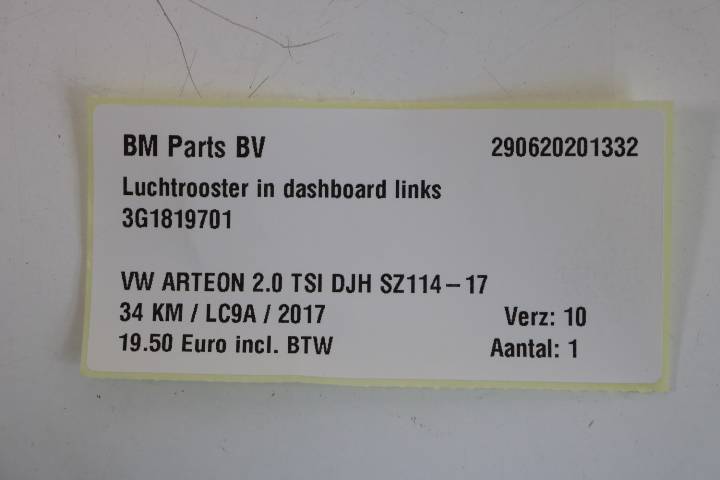 BM Parts BV 290620201332
Luchtrooster in dashboard links
3G1819701
VW ARTEON 2.0 TSI DJH SZ114-17
34 KM / LC9A / 2017 Verz: 10
19.50 Euro incl. BTW Aantal: 1